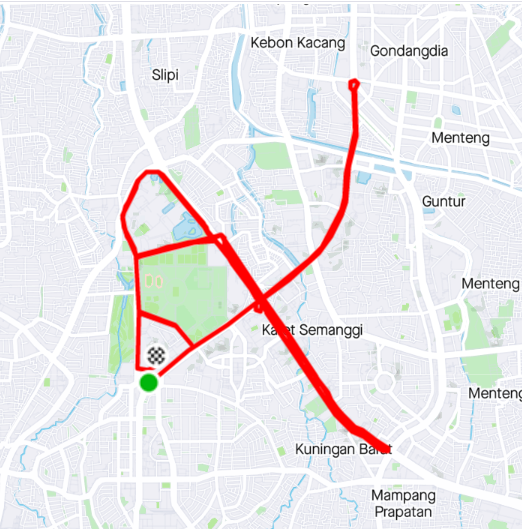 Kebon Kacang
Gondangdia
Slipi
Menteng
Guntur
Menteng
Karet Semanggi
Menteng
Kuningan Barat
Mampang
Prapatan